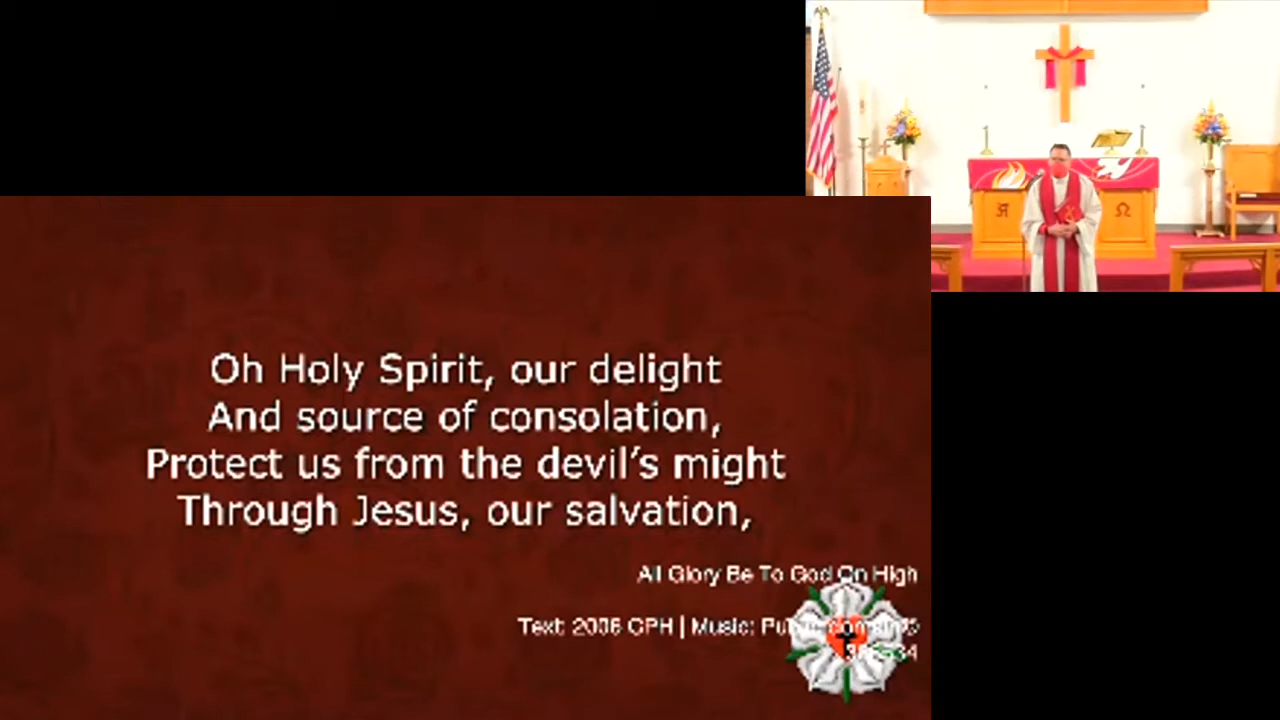 Oh Holy Spirit, our delight
And source of consolation,
Protect us from the devil's might
Through Jesus, our salvation,
All Glory Be To God On High
Text: 2006 CPH | Music: